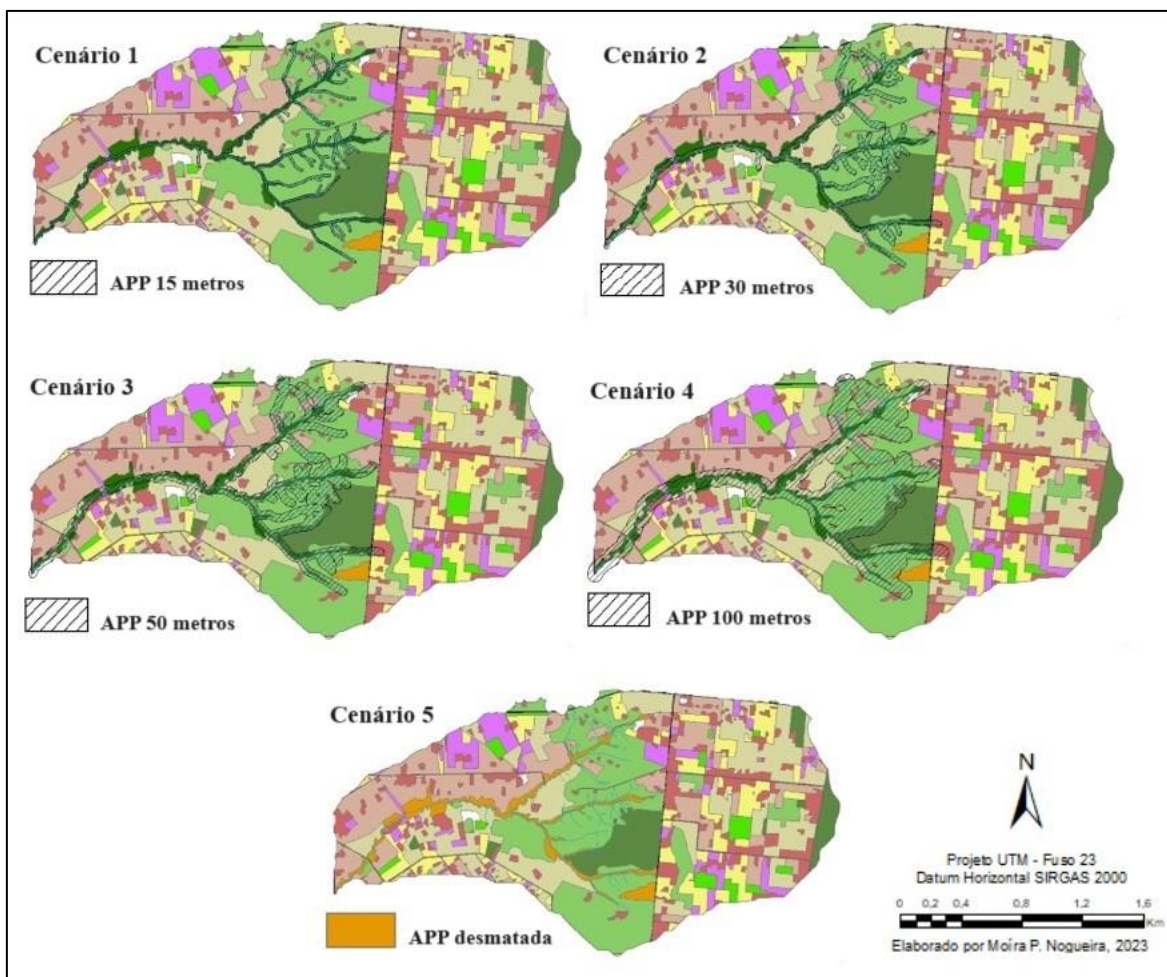 Cenário 1
Cenário 2
APP 15 metros
APP 30 metros
Cenário 3
Cenário 4
APP 50 metros
APP 100 metros
Cenário 5
APP desmatada
N
Projeto UTM - Fuso 23
Datum Horizontal SIRGAS 2000
0 0,2 0,4 0,8 1,2 1,6
Km
Elaborado por Moíra P. Nogueira, 2023